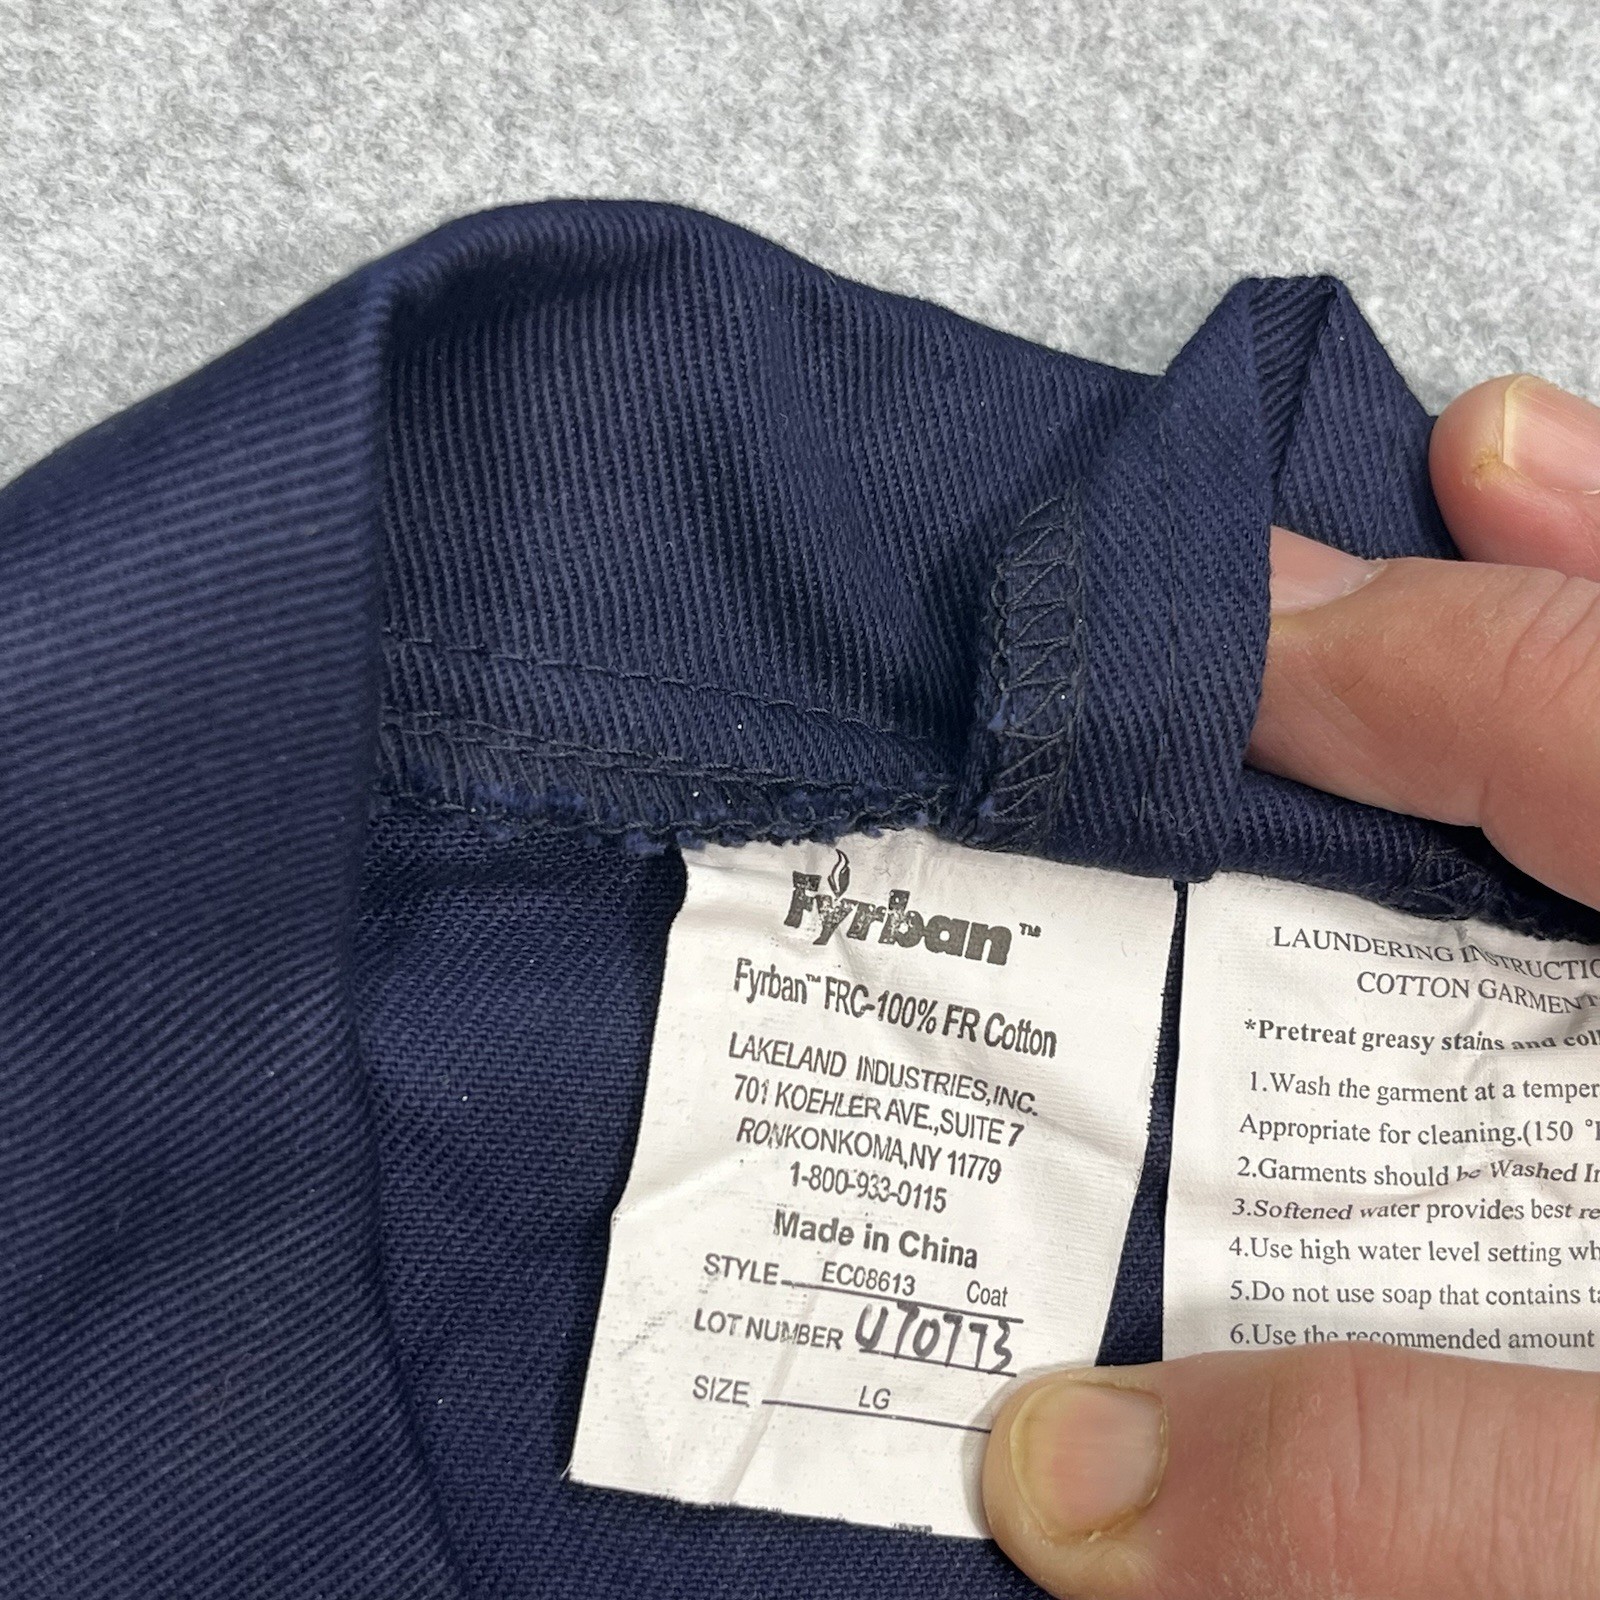 Fyrban™
Fyrban™ FRC-100% FR Cotton
LAKELAND INDUSTRIES,INC.
701 KOEHLER AVE.,SUITE 7
RONKONKOMA,NY 11779
1-800-933-0115
Made in China
STYLE EC08613 Coat
LOT NUMBER U70773
SIZE LG
LAUNDERING
COTTON
*Pretreat greasy stains and
1.Wash the garment at a
Appropriate for cleaning.(150
2.Garments should be Washed
3.Softened water provides best
4.Use high water level setting
5.Do not use soap that contains
6.Use the recommended amount